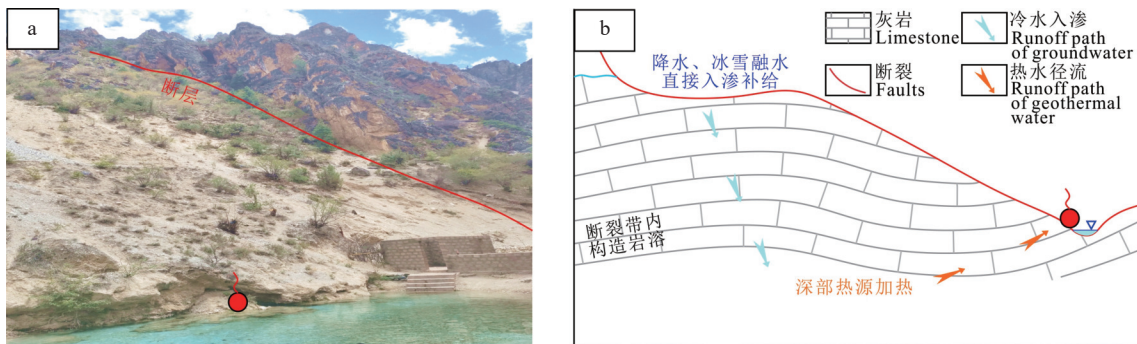 a
断层
b
降水、冰雪融水
直接入渗补给
断裂带内
构造岩溶
深部热源加热
灰岩
Limestone
冷水入渗
Runoff path
of groundwater
断裂
Faults
热水径流
Runoff path
of geothermal
water